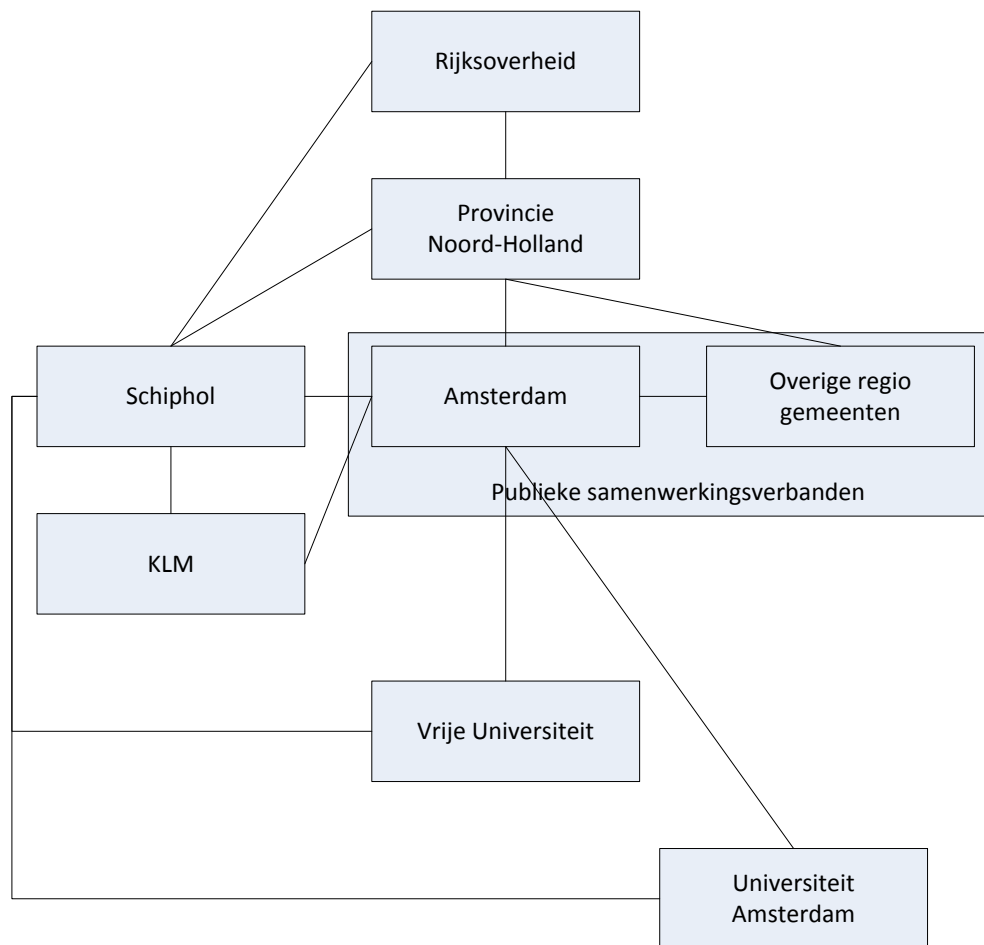 Rijksoverheid
Provincie
Noord-Holland
Schiphol
Amsterdam
Overige regio
gemeenten
Publieke samenwerkingsverbanden
KLM
Vrije Universiteit
Universiteit
Amsterdam